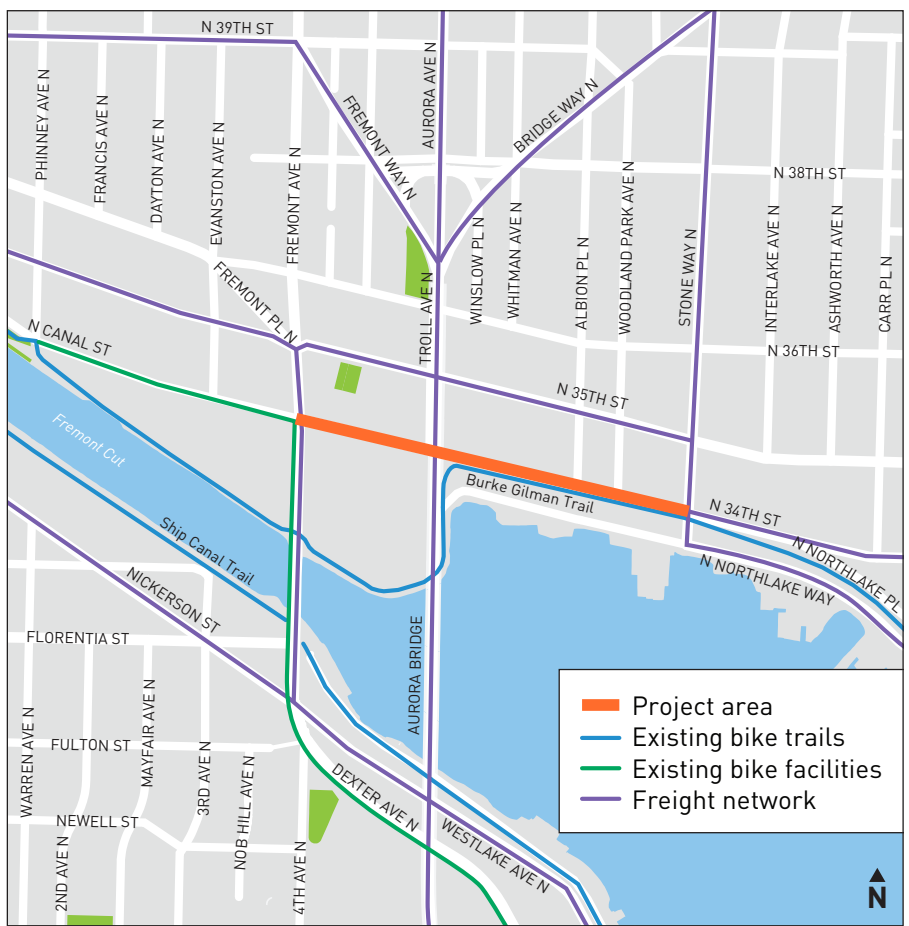 N 39TH ST
PHINNEY AVE N
FRANCIS AVE N
DAYTON AVE N
EVANSTON AVE N
FREMONT AVE N
FREMONT WAY N
AURORA AVE N
BRIDGE WAY N
N 38TH ST
FREMONT PL N
TROLL AVE N
WINSLOW PL N
WHITMAN AVE N
ALBION PL N
WOODLAND PARK AVE N
STONE WAY N
INTERLAKE AVE N
ASHWORTH AVE N
CARR PL N
N CANAL ST
N 36TH ST
N 35TH ST
Fremont Cut
Burke Gilman Trail
N 34TH ST
Ship Canal Trail
N NORTHLAKE PL
N NORTHLAKE WAY
NICKERSON ST
FLORENTIA ST
AURORA BRIDGE
WARREN AVE N
FULTON ST
MAYFAIR AVE N
3RD AVE N
NOB HILL AVE N
DEXTER AVE N
NEWELL ST
WESTLAKE AVE N
2ND AVE N
4TH AVE N
Project area
Existing bike trails
Existing bike facilities
Freight network
N